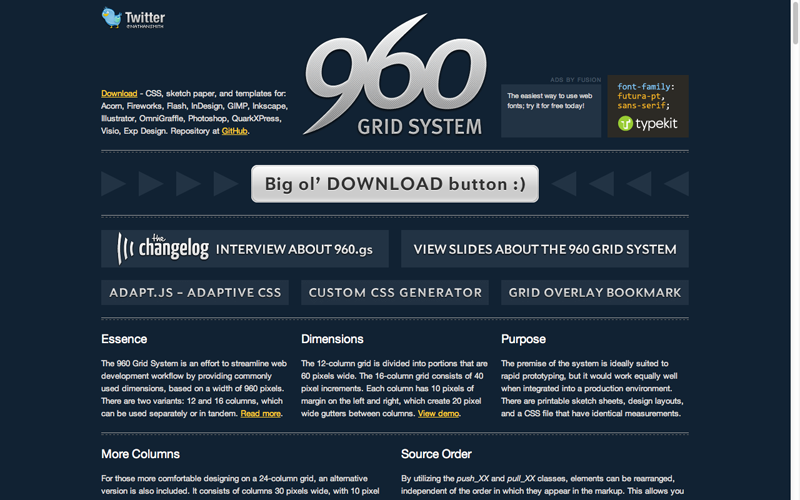 Twitter
@NATHANSMITH
960
GRID SYSTEM
Download - CSS, sketch paper, and templates for:
Acorn, Fireworks, Flash, InDesign, GIMP, Inkscape,
Illustrator, OmniGraffle, Photoshop, QuarkXPress,
Visio, Exp Design. Repository at GitHub.
ADS BY FUSION
The easiest way to use web
fonts; try it for free today!
font-family:
futura-pt,
sans-serif;
typekit
Big ol’ DOWNLOAD button :)
the changelog INTERVIEW ABOUT 960.gs
VIEW SLIDES ABOUT THE 960 GRID SYSTEM
ADAPT.JS – ADAPTIVE CSS
CUSTOM CSS GENERATOR
GRID OVERLAY BOOKMARK
Essence
The 960 Grid System is an effort to streamline web
development workflow by providing commonly
used dimensions, based on a width of 960 pixels.
There are two variants: 12 and 16 columns, which
can be used separately or in tandem. Read more.
Dimensions
The 12-column grid is divided into portions that are
60 pixels wide. The 16-column grid consists of 40
pixel increments. Each column has 10 pixels of
margin on the left and right, which create 20 pixel
wide gutters between columns. View demo.
Purpose
The premise of the system is ideally suited to
rapid prototyping, but it would work equally well
when integrated into a production environment.
There are printable sketch sheets, design layouts,
and a CSS file that have identical measurements.
More Columns
For those more comfortable designing on a 24-column grid, an alternative
version is also included. It consists of columns 30 pixels wide, with 10 pixel
Source Order
By utilizing the push_XX and pull_XX classes, elements can be rearranged,
independent of the order in which they appear in the markup. This allows you